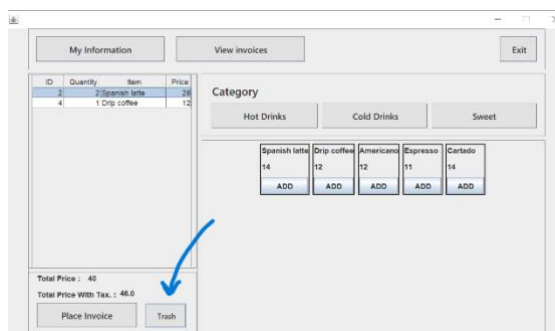 My Information View invoices Exit
ID Quantity Item Price
2 2 Spanish latte 28
4 1 Drip coffee 12
Category
Hot Drinks Cold Drinks Sweet
Spanish latte Drip coffee Americano Espresso Cartado
14 12 12 11 14
ADD ADD ADD ADD ADD
Total Price : 40
Total Price With Tax. : 46.0
Place Invoice Trash